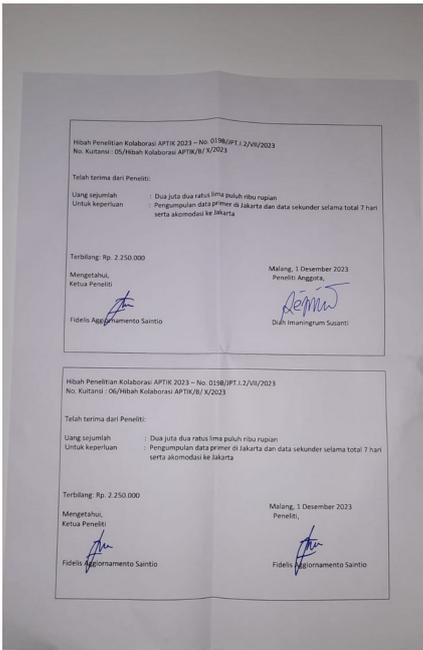 Hibah Penelitian Kolaborasi APTIK 2023 – No. 0198/JPT.I.2/VII/2023
No. Kuitansi : 05/Hibah Kolaborasi APTIK/B/ X/2023
Telah terima dari Peneliti:
Uang sejumlah : Dua juta dua ratus lima puluh ribu rupian
Untuk keperluan : Pengumpulan data primer di Jakarta dan data sekunder selama total 7 hari
serta akomodasi ke Jakarta
Terbilang: Rp. 2.250.000
Malang, 1 Desember 2023
Mengetahui,
Peneliti Anggota,
Ketua Peneliti
Fidelis Aggiornamento Saintio
Diah Imaningrum Susanti
Hibah Penelitian Kolaborasi APTIK 2023 – No. 0198/JPT.I.2/VII/2023
No. Kuitansi : 06/Hibah Kolaborasi APTIK/B/ X/2023
Telah terima dari Peneliti:
Uang sejumlah : Dua juta dua ratus lima puluh ribu rupian
Untuk keperluan : Pengumpulan data primer di Jakarta dan data sekunder selama total 7 hari
serta akomodasi ke Jakarta
Terbilang: Rp. 2.250.000
Malang, 1 Desember 2023
Mengetahui,
Peneliti,
Ketua Peneliti
Fidelis Aggiornamento Saintio
Fidelis Aggiornamento Saintio